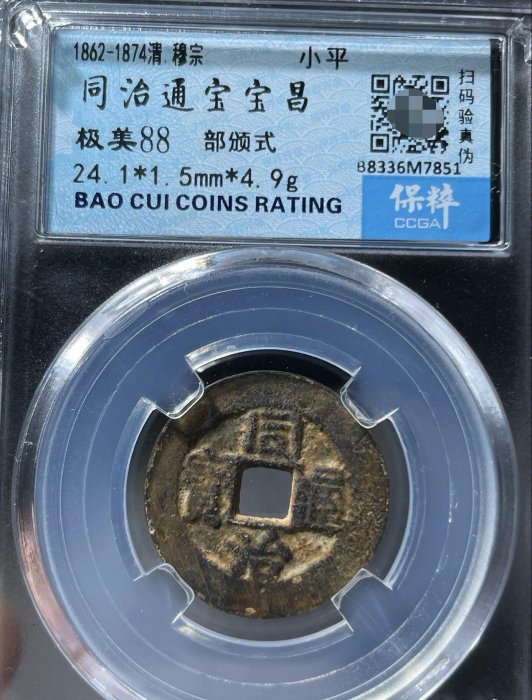 1862-1874清.穆宗 小平
同治通宝宝昌
极美88 部颁式
24.1*1.5mm*4.9g
BAO CUI COINS RATING
扫码验真伪
B8336M7851
保粹
CCGA
同治通寶